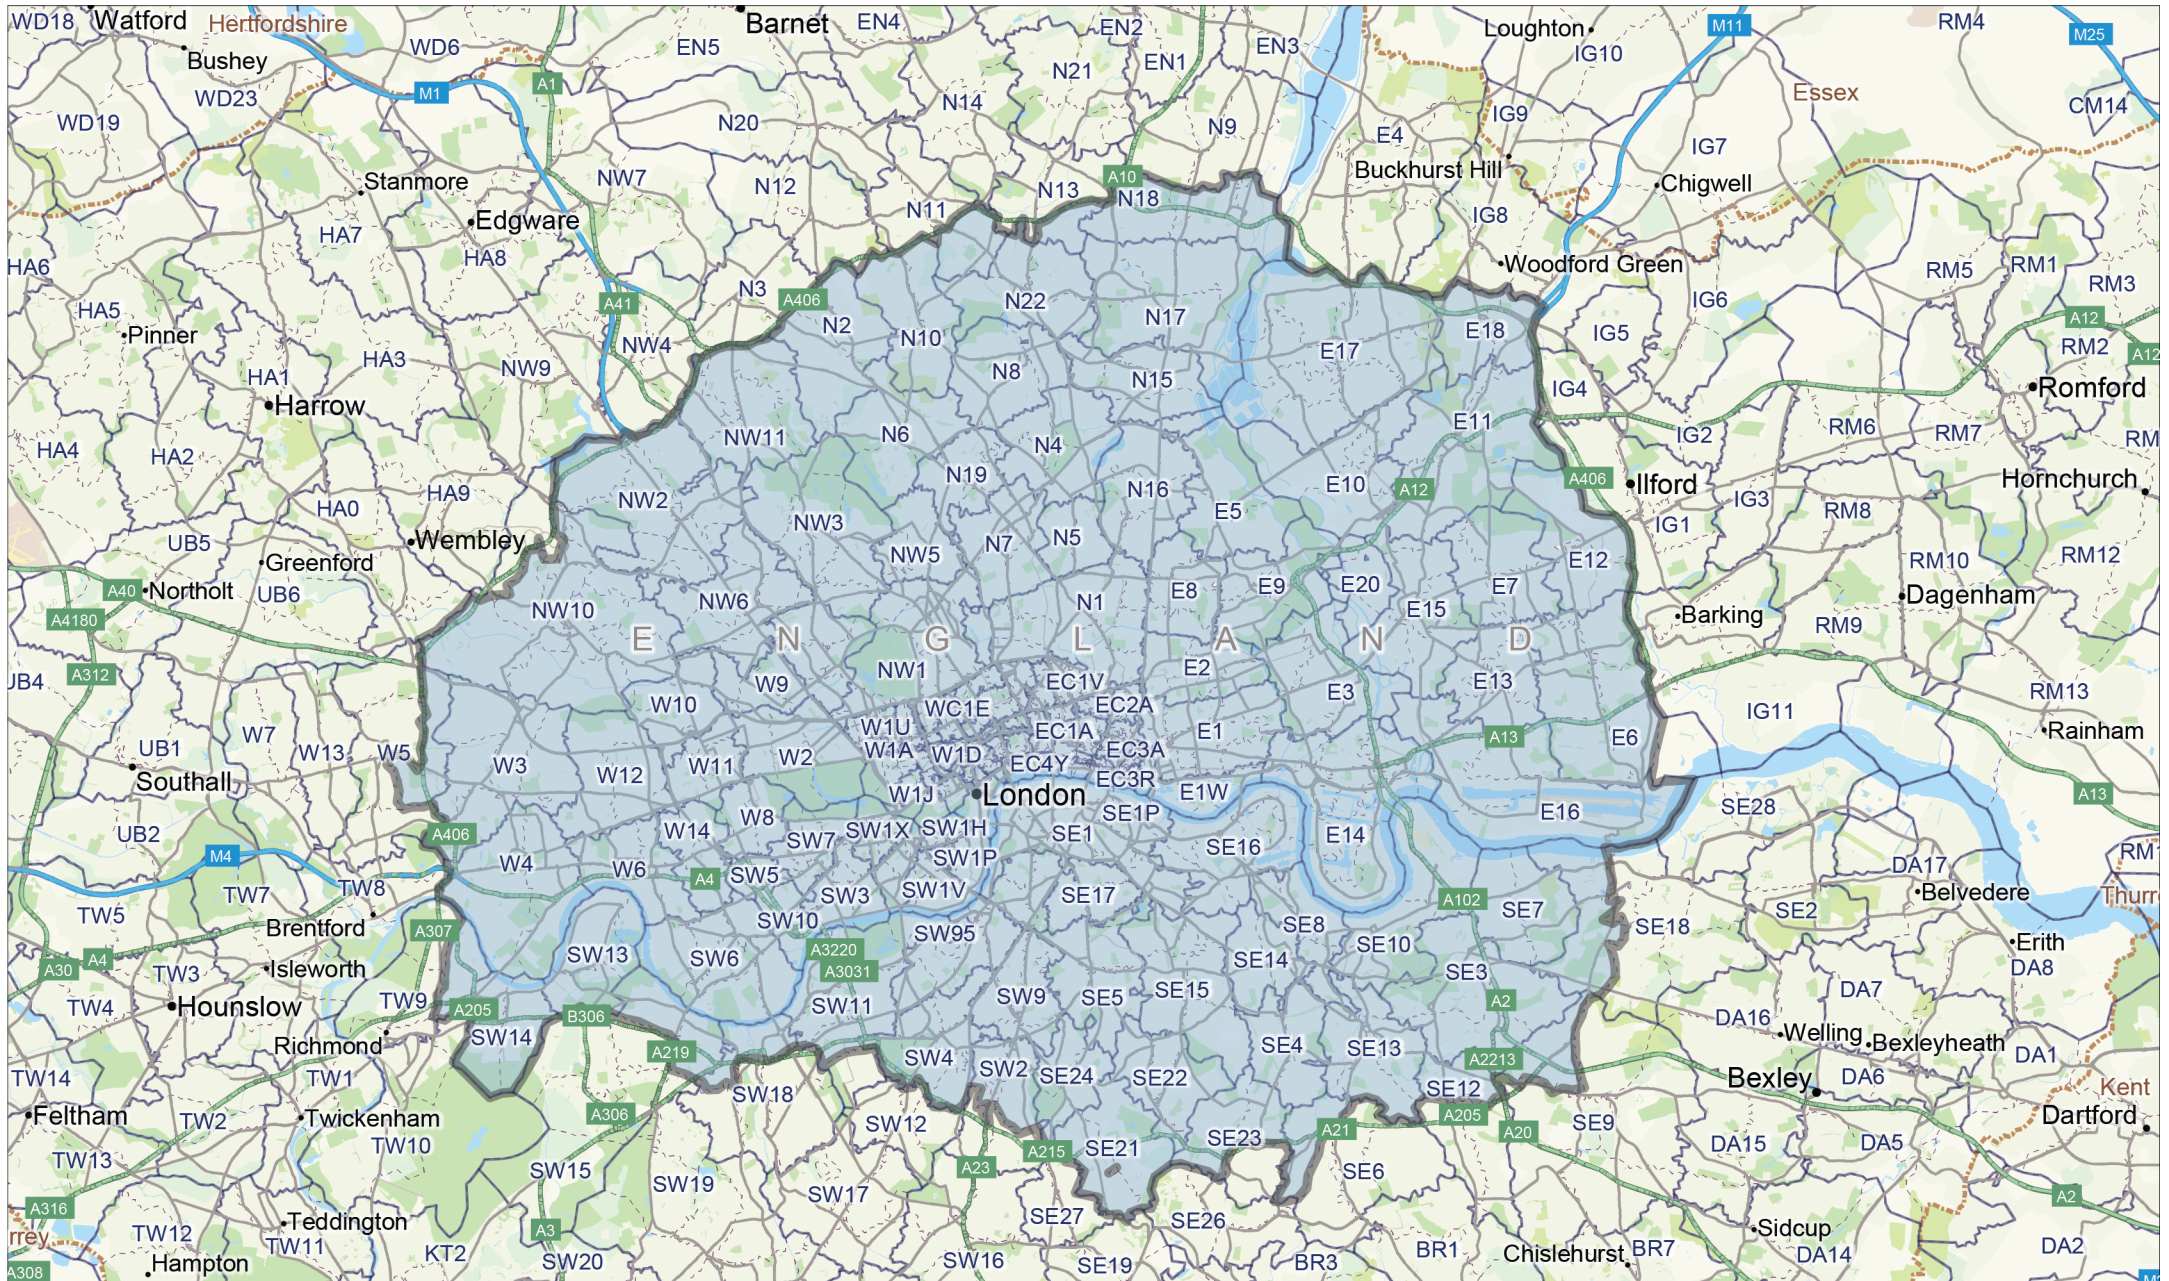 WD18
Watford
Hertfordshire
WD6
Barnet
EN4
EN2
EN3
Loughton
M11
RM4
M25
Bushey
EN5
N21
EN1
IG10
WD23
M1
A1
Essex
WD19
N20
N14
N9
E4
IG9
CM14
IG7
Stanmore
NW7
N12
N13
A10
N18
Buckhurst Hill
Chigwell
Edgware
N11
IG8
HA7
HA6
HA8
Woodford Green
RM5
RM1
RM3
HA5
A41
N3
A406
N22
N17
IG6
A12
Pinner
N2
N10
E18
IG5
HA3
NW4
E17
RM2
A12
HA1
NW9
N8
N15
IG4
Romford
Harrow
E11
HA4
HA2
NW11
N6
N4
IG2
RM6
RM7
RM
HA0
HA9
NW2
N19
N16
E10
A12
A406
Ilford
IG3
Hornchurch
NW3
E5
IG1
RM8
UB5
Wembley
NW5
N7
N5
E12
RM10
RM12
Greenford
A40
Northolt
UB6
NW10
NW6
N1
E8
E9
E20
E7
E15
Dagenham
A4180
Barking
RM9
E N G L A N D
A312
NW1
E2
UB4
W10
W9
EC1V
E3
E13
RM13
WC1E
EC2A
IG11
UB1
W7
W13
W5
W1U
EC1A
E1
A13
E6
Rainham
W3
W12
W11
W2
W1A
W1D
EC4Y
EC3A
Southall
EC3R
W1J
London
E1W
E16
A13
SE28
UB2
A406
W14
W8
SW7
SW1X
SW1H
SE1P
SE1
E14
M4
W4
W6
A4
SW5
SW1P
SE16
DA17
RM1
TW7
TW8
SW3
SW1V
SE17
A102
Belvedere
Thurr
TW5
Brentford
A307
SW10
SE7
SE2
SE8
SE18
A4
A30
TW3
Isleworth
SW13
SW6
A3220
A3031
SW95
SE14
SE10
SE3
Erith
DA8
TW4
Hounslow
TW9
A205
B306
SW11
SW9
SE5
SE15
A2
DA7
DA16
Richmond
SW14
A219
SW4
SW2
SE24
SE22
SE4
SE13
A2213
Welling
Bexleyheath
DA1
TW14
TW1
SW18
SE12
Bexley
DA6
Kent
Feltham
TW2
Twickenham
TW10
A306
SW12
A21
A205
A20
SE9
Dartford
TW13
SW15
SW19
A23
A215
SE21
SE23
SE6
DA15
DA5
A316
SW17
A2
TW12
Teddington
TW11
A3
SE27
SE26
Sidcup
rrey
KT2
SW20
SW16
SE19
BR3
BR1
Chislehurst
BR7
DA14
DA2
A308
Hampton